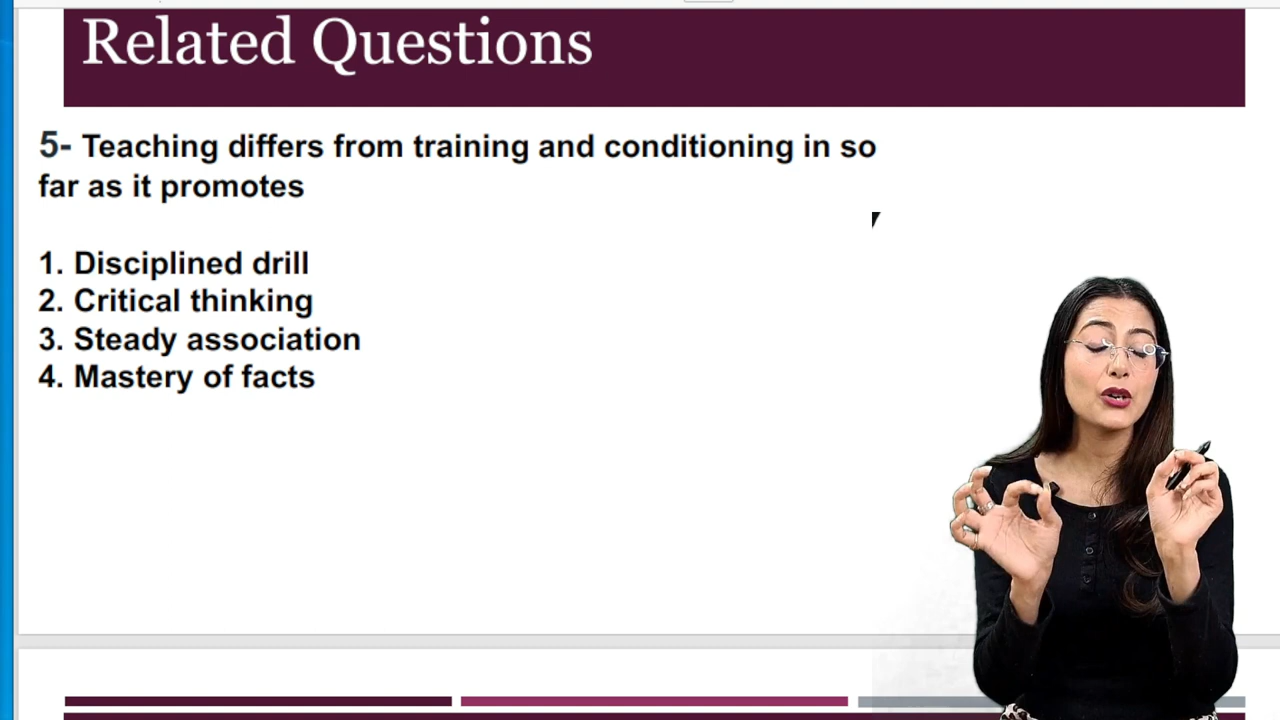 Related Questions
5- Teaching differs from training and conditioning in so
far as it promotes
1. Disciplined drill
2. Critical thinking
3. Steady association
4. Mastery of facts